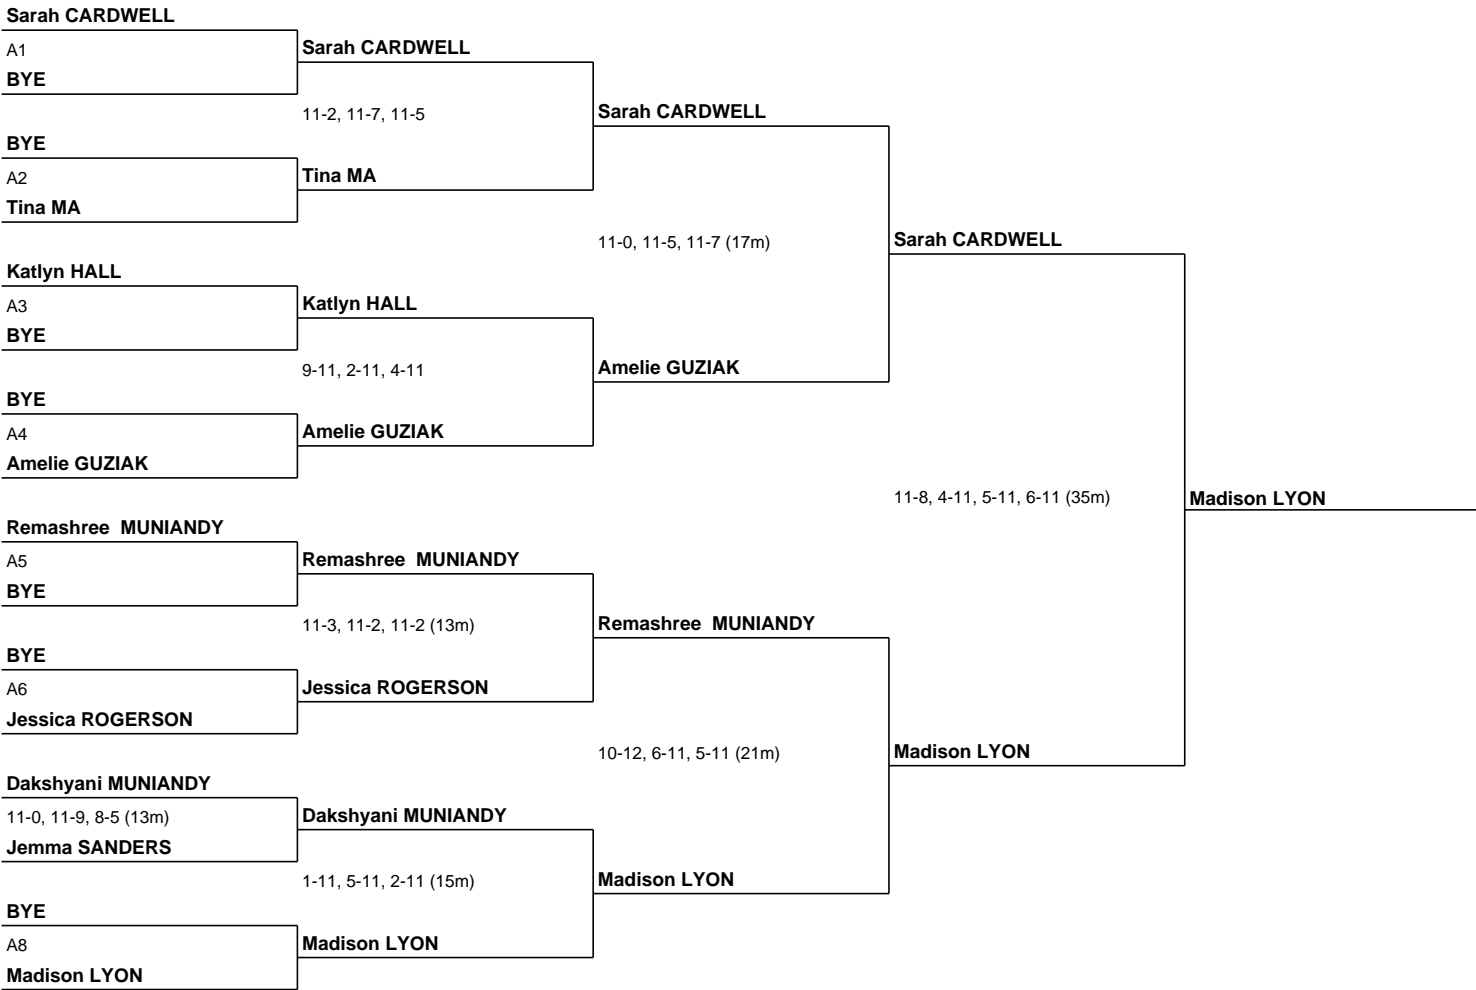 Sarah CARDWELL
A1
BYE
BYE
A2
Tina MA
Katlyn HALL
A3
BYE
BYE
A4
Amelie GUZIAK
Remashree  MUNIANDY
A5
BYE
BYE
A6
Jessica ROGERSON
Dakshyani MUNIANDY
11-0, 11-9, 8-5 (13m)
Jemma SANDERS
BYE
A8
Madison LYON
Sarah CARDWELL
11-2, 11-7, 11-5
Tina MA
Katlyn HALL
9-11, 2-11, 4-11
Amelie GUZIAK
Remashree  MUNIANDY
11-3, 11-2, 11-2 (13m)
Jessica ROGERSON
Dakshyani MUNIANDY
1-11, 5-11, 2-11 (15m)
Madison LYON
Sarah CARDWELL
11-0, 11-5, 11-7 (17m)
Amelie GUZIAK
Remashree  MUNIANDY
10-12, 6-11, 5-11 (21m)
Madison LYON
Sarah CARDWELL
11-8, 4-11, 5-11, 6-11 (35m)
Madison LYON
Madison LYON